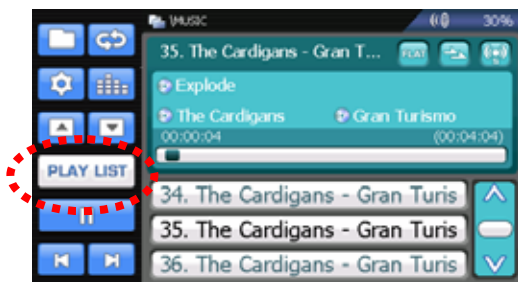 \MUSIC 30%
35. The Cardigans - Gran T... FLAT
Explode
The Cardigans Gran Turismo
00:00:04 (00:04:04)
PLAY LIST
34. The Cardigans - Gran Turis
35. The Cardigans - Gran Turis
36. The Cardigans - Gran Turis